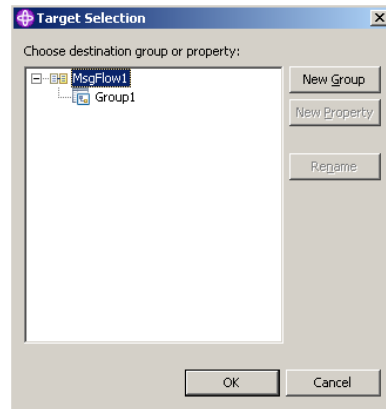 Target Selection
Choose destination group or property:
MsgFlow1
Group1
New Group
New Property
Rename
OK
Cancel